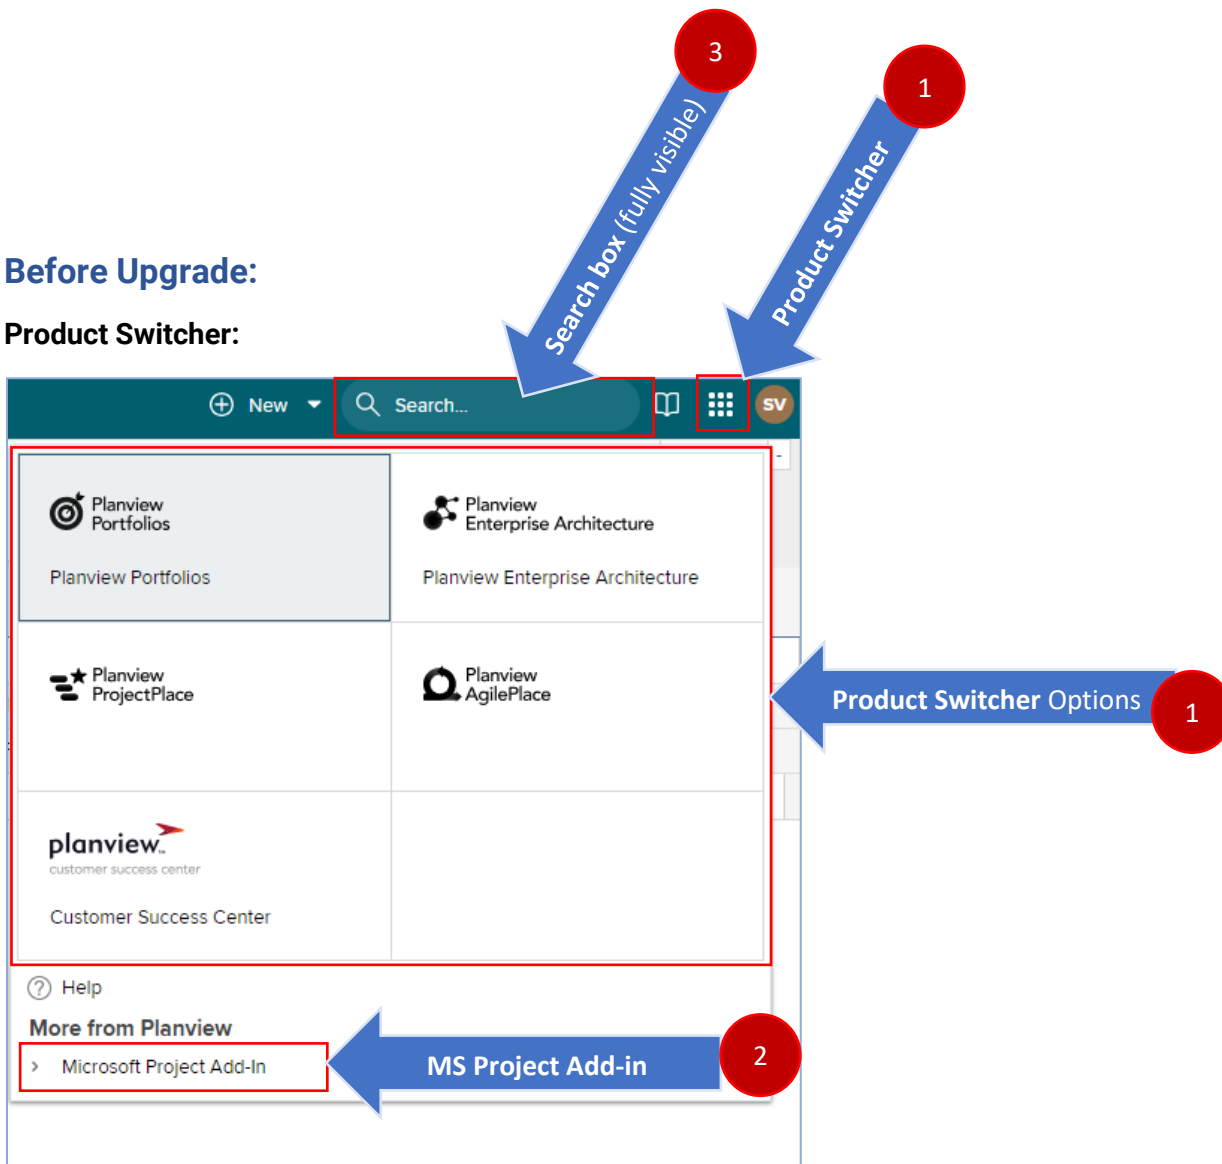 3
1
Search box (fully visible)
Product Switcher
Before Upgrade:
Product Switcher:
New
Search...
SV
Planview
Portfolios
Planview Portfolios
Planview
Enterprise Architecture
Planview Enterprise Architecture
Planview
ProjectPlace
Planview
AgilePlace
Product Switcher Options
1
planview
customer success center
Customer Success Center
? Help
More from Planview
> Microsoft Project Add-In
MS Project Add-in
2